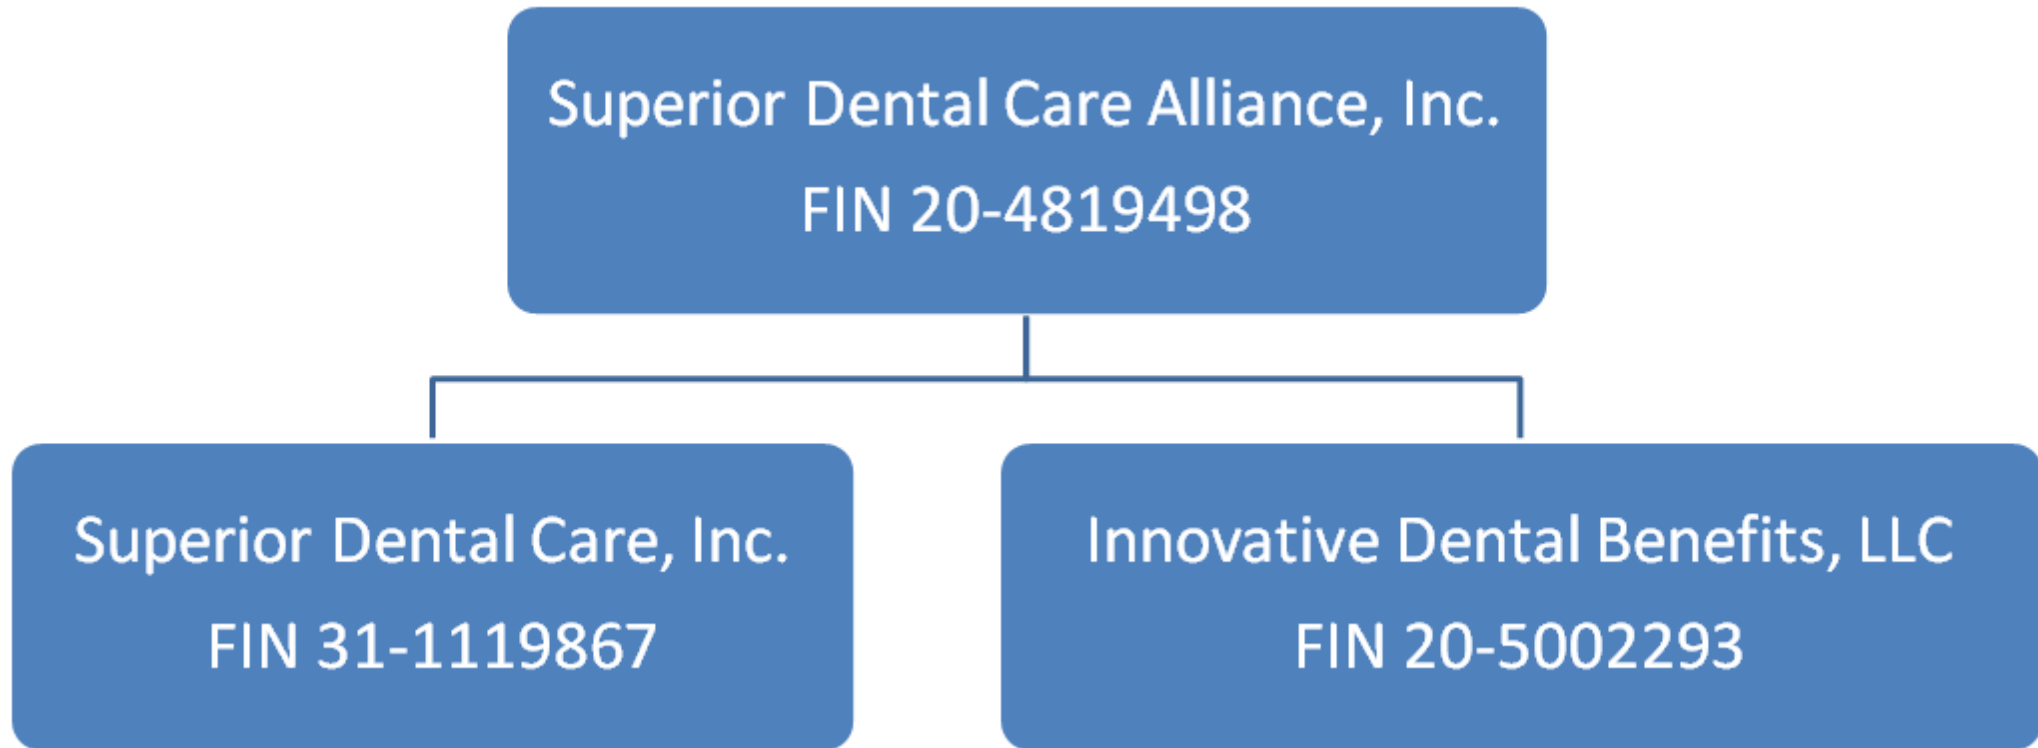 Superior Dental Care Alliance, Inc.
FIN 20-4819498
Superior Dental Care, Inc.
FIN 31-1119867
Innovative Dental Benefits, LLC
FIN 20-5002293